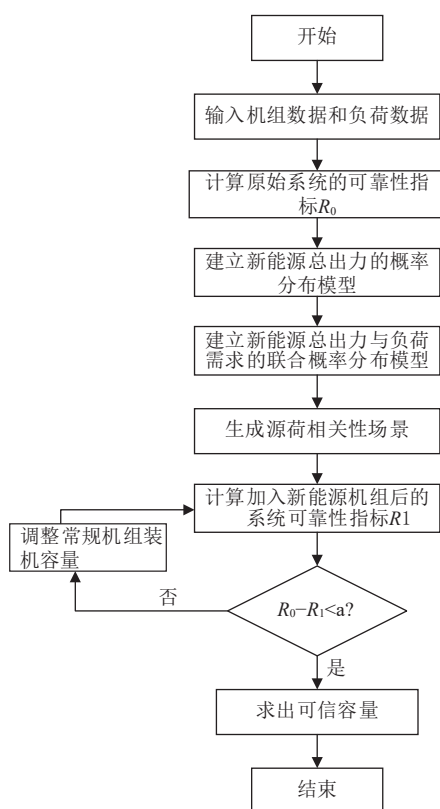 开始
输入机组数据和负荷数据
计算原始系统的可靠性指
标R₀
建立新能源总出力的概率
分布模型
建立新能源总出力与负荷
需求的联合概率分布模型
生成源荷相关性场景
计算加入新能源机组后的
系统可靠性指标R1
调整常规机组装
机容量
否
R₀−R₁<a?
是
求出可信容量
结束